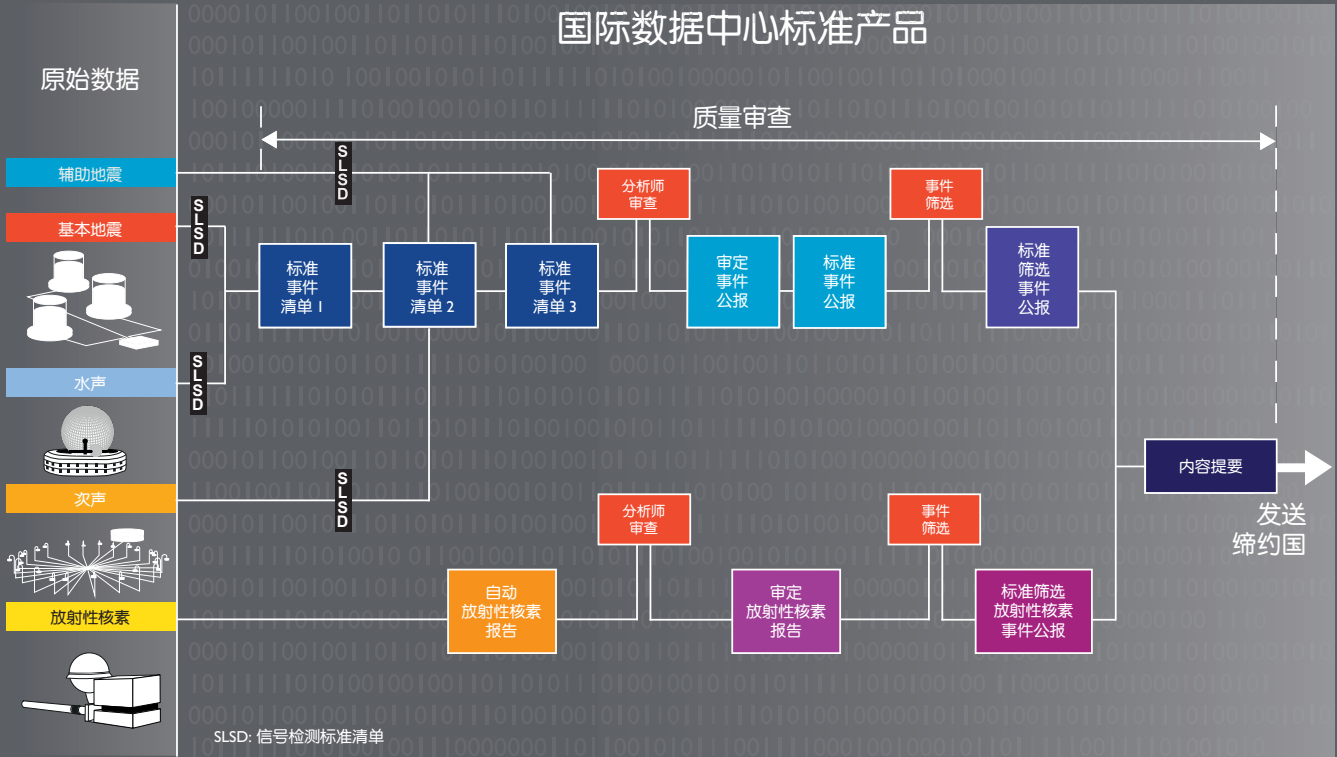 国际数据中心标准产品
原始数据
质量审查
辅助地震
SLSD
基本地震
SLSD
分析师
审查
事件
筛选
标准
事件
清单 1
标准
事件
清单 2
标准
事件
清单 3
审定
事件
公报
标准
事件
公报
标准
筛选
事件
公报
水声
SLSD
内容提要
发送
缔约国
次声
SLSD
分析师
审查
事件
筛选
放射性核素
自动
放射性核素
报告
审定
放射性核素
报告
标准筛选
放射性核素
事件公报
SLSD: 信号检测标准清单